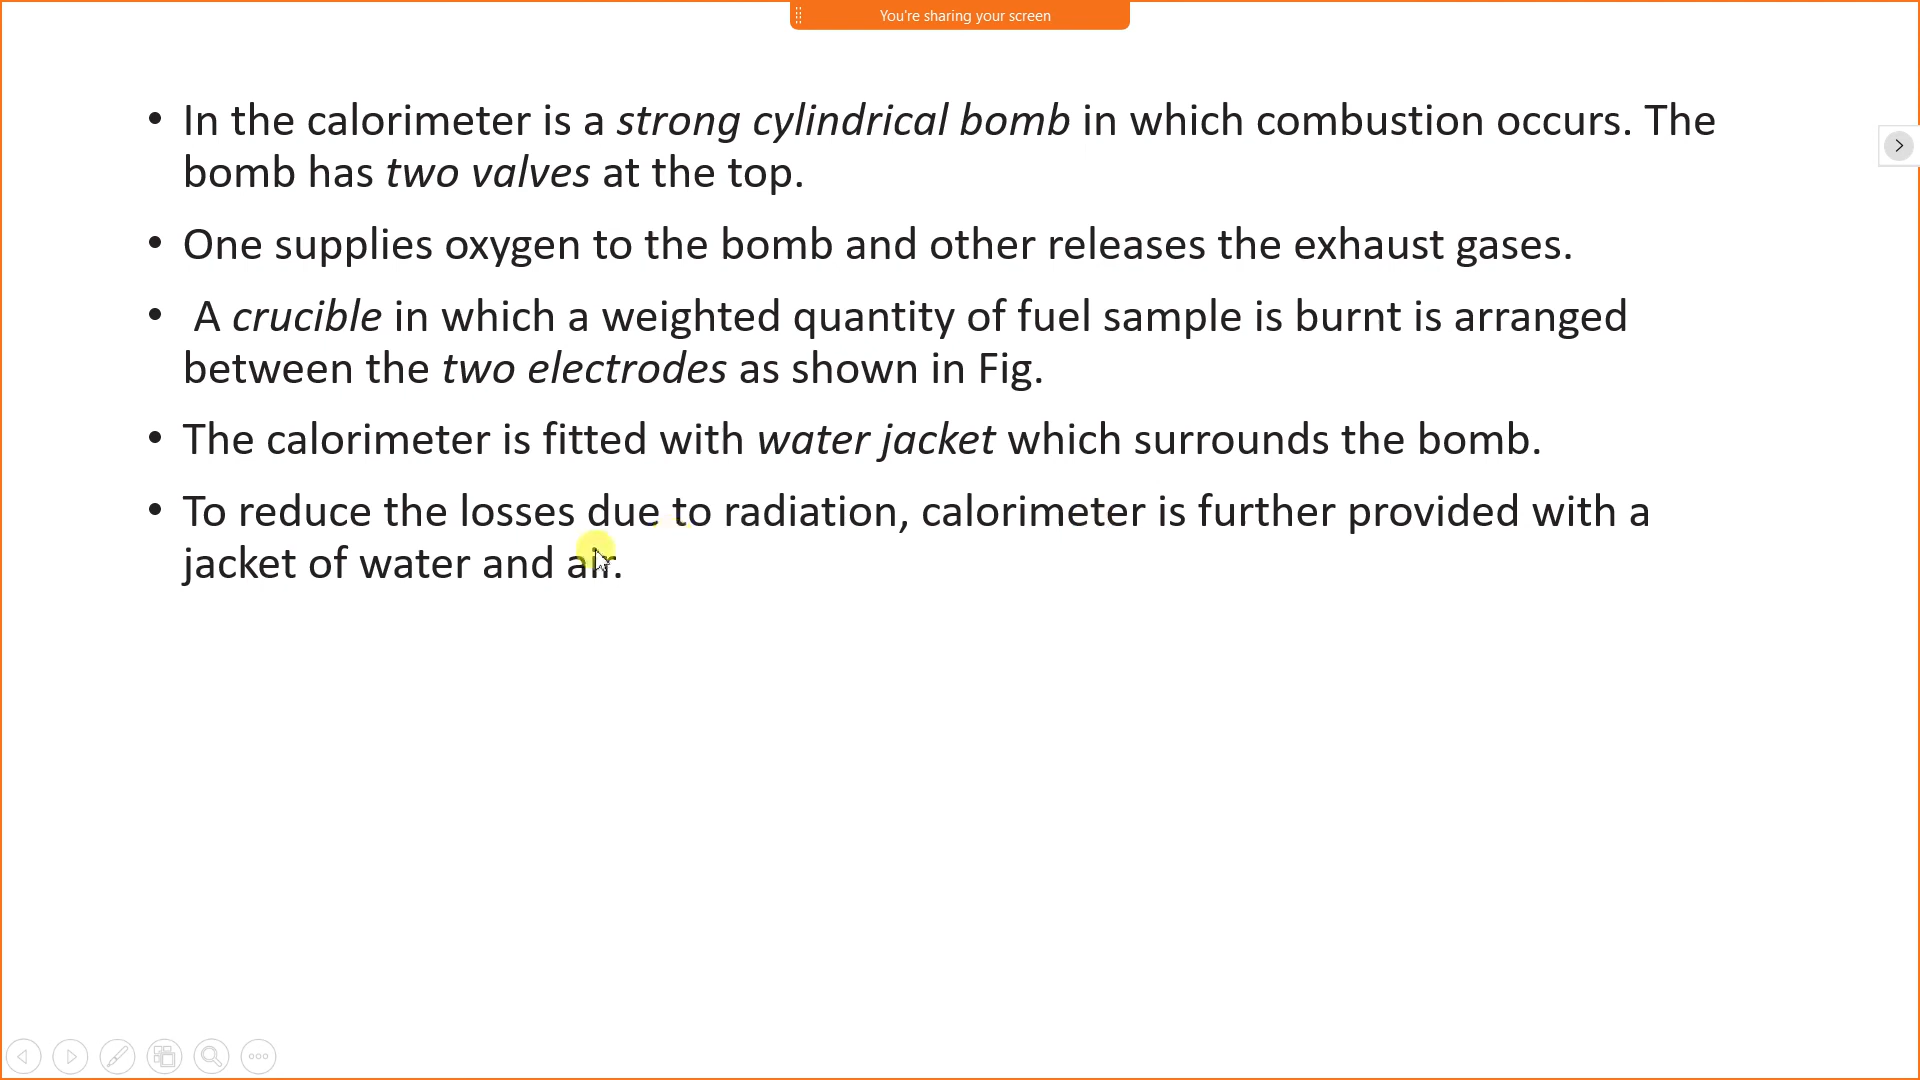 You're sharing your screen
• In the calorimeter is a strong cylindrical bomb in which combustion occurs. The
bomb has two valves at the top.
• One supplies oxygen to the bomb and other releases the exhaust gases.
• A crucible in which a weighted quantity of fuel sample is burnt is arranged
between the two electrodes as shown in Fig.
• The calorimeter is fitted with water jacket which surrounds the bomb.
• To reduce the losses due to radiation, calorimeter is further provided with a
jacket of water and air.